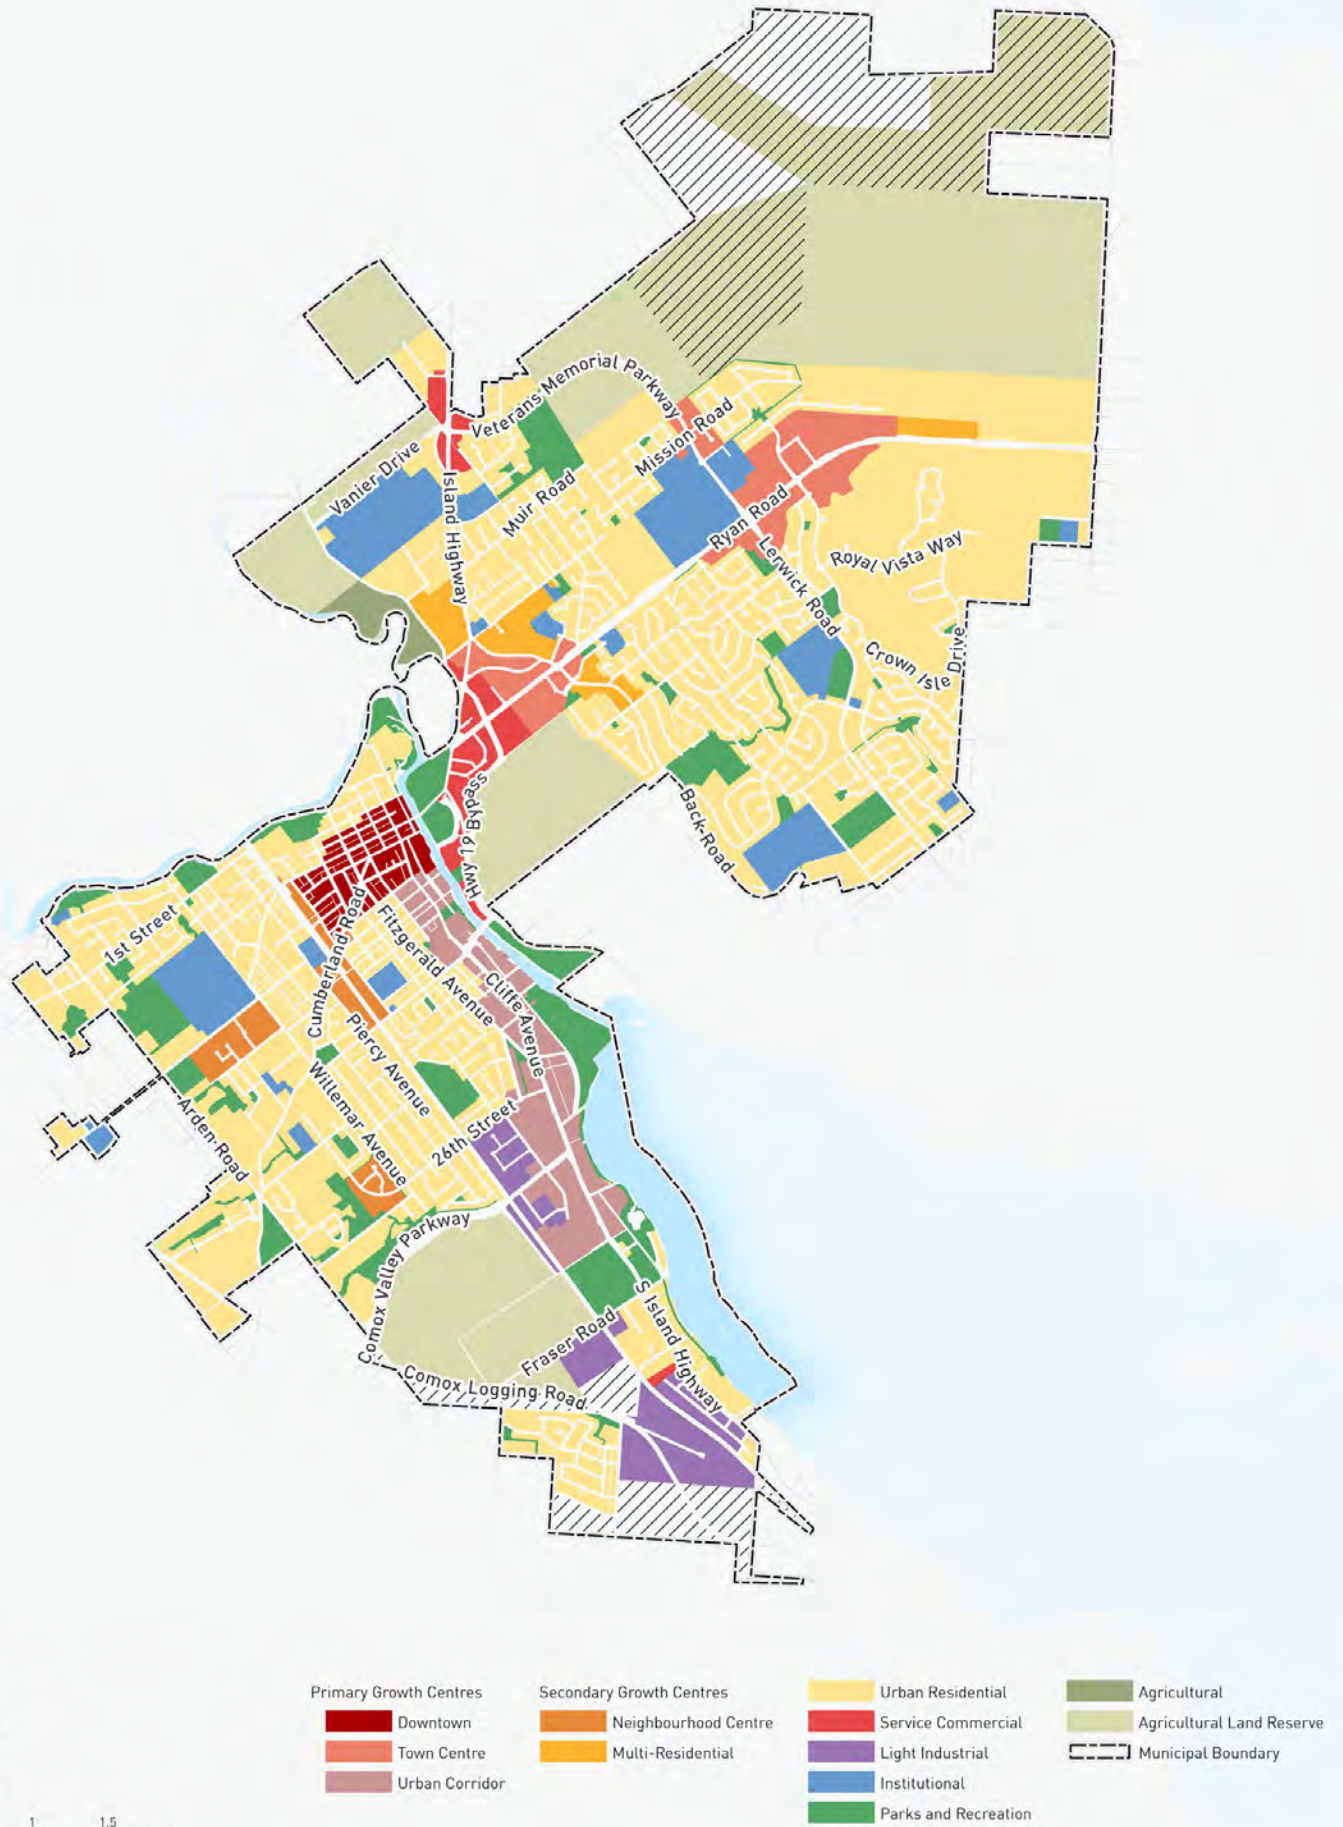 Veterans Memorial Parkway
Mission Road
Vanier Drive
Island Highway
Muir Road
Ryan Road
Lerwick Road
Royal Vista Way
Crown Isle Drive
Hwy 19 Bypass
Back Road
1st Street
Cumberland Road
Fitzgerald Avenue
Cliffe Avenue
Piercy Avenue
Willemar Avenue
26th Street
Arden Road
Comox Valley Parkway
S Island Highway
Fraser Road
Comox Logging Road
Primary Growth Centres
Downtown
Town Centre
Urban Corridor
Secondary Growth Centres
Neighbourhood Centre
Multi-Residential
Urban Residential
Service Commercial
Light Industrial
Institutional
Parks and Recreation
Agricultural
Agricultural Land Reserve
Municipal Boundary
1 1.5